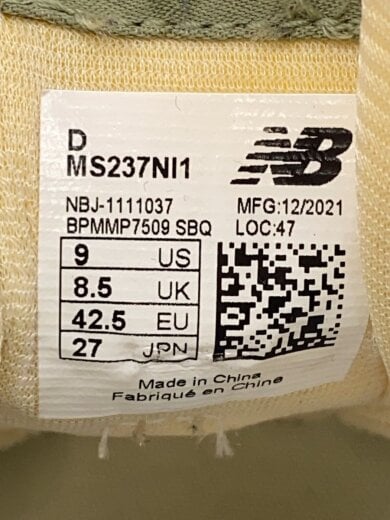 D
MS237NI1
NB
NBJ-1111037 MFG:12/2021
BPMMP7509 SBQ LOC:47
9 US
8.5 UK
42.5 EU
27 JPN
Made in China
Fabriqué en Chine